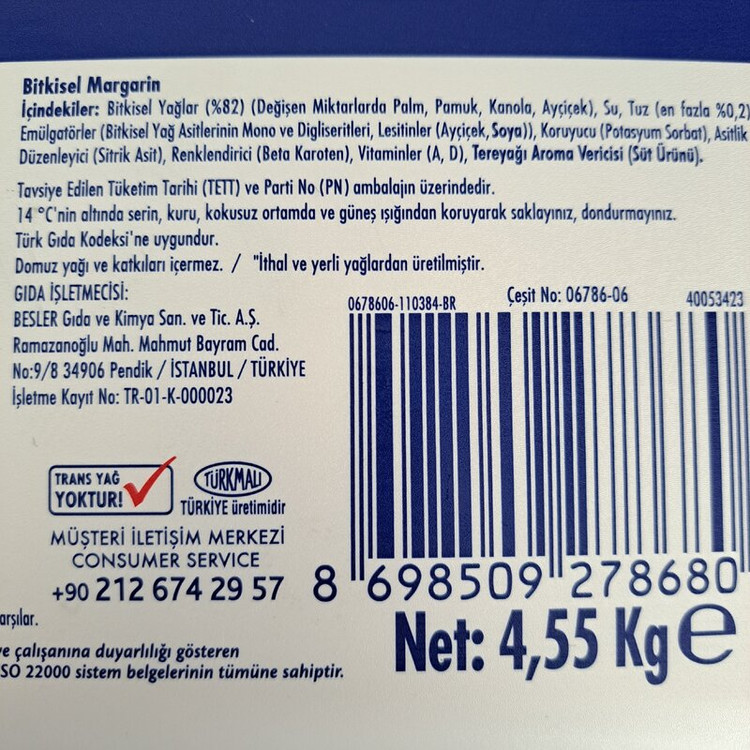 Bitkisel Margarin
İçindekiler: Bitkisel Yağlar (%82) (Değişen Miktarlarda Palm, Pamuk, Kanola, Ayçiçek), Su, Tuz (en fazla %0,2)
Emülgatörler (Bitkisel Yağ Asitlerinin Mono ve Digliseritleri, Lesitinler (Ayçiçek, Soya)), Koruyucu (Potasyum Sorbat), Asitlik
Düzenleyici (Sitrik Asit), Renklendirici (Beta Karoten), Vitaminler (A, D), Tereyağı Aroma Vericisi (Süt Ürünü).
Tavsiye Edilen Tüketim Tarihi (TETT) ve Parti No (PN) ambalajın üzerindedir.
14 °C'nin altında serin, kuru, kokusuz ortamda ve güneş ışığından koruyarak saklayınız, dondurmayınız.
Türk Gıda Kodeksi'ne uygundur.
Domuz yağı ve katkıları içermez. / "İthal ve yerli yağlardan üretilmiştir.
GIDA İŞLETMECİSİ:
BESLER Gıda ve Kimya San. ve Tic. A.Ş.
Ramazanoğlu Mah. Mahmut Bayram Cad.
No:9/8 34906 Pendik / İSTANBUL / TÜRKİYE
İşletme Kayıt No: TR-01-K-000023
0678606-110384-BR
Çeşit No: 06786-06
40053423
TRANS YAĞ
YOKTUR!
TÜRKMALI
TÜRKİYE üretimidir
MÜŞTERİ İLETİŞİM MERKEZİ
CONSUMER SERVICE
+90 212 674 29 57
8 698509 278680
Net: 4,55 Kg e
arşılar.
ve çalışanına duyarlılığı gösteren
ISO 22000 sistem belgelerinin tümüne sahiptir.